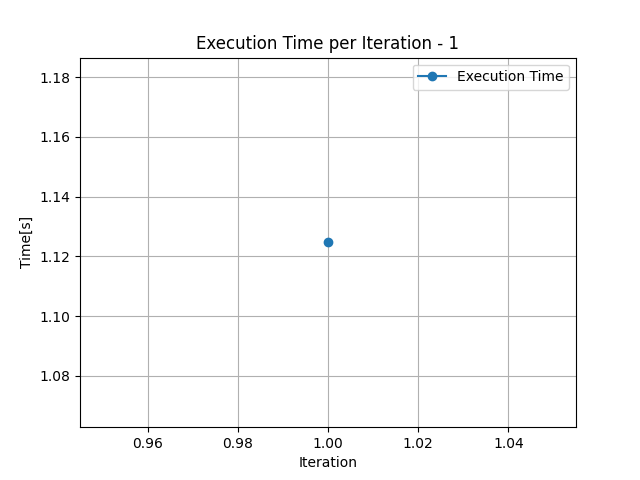 Execution Time per Iteration - 1
Execution Time
1.18
1.16
1.14
1.12
1.10
1.08
Time[s]
0.96 0.98 1.00 1.02 1.04
Iteration